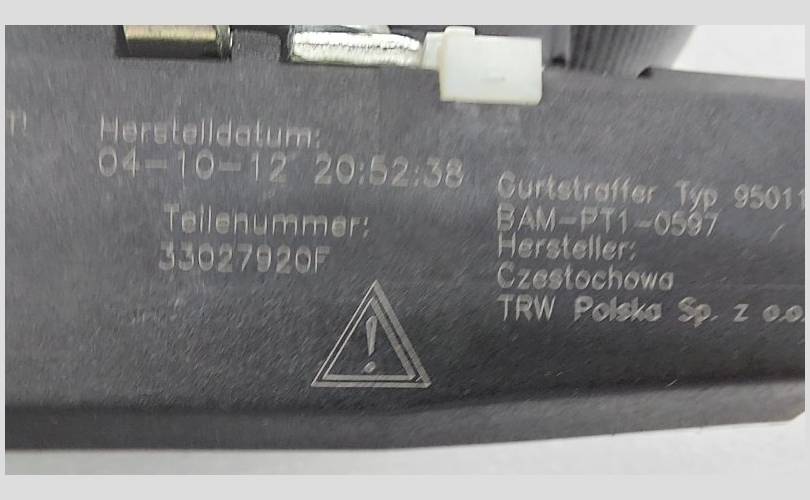 Herstelldatum:
04-10-12 20:52:38
Teilenummer:
33027920F
Gurtstraffer Typ 95011
BAM-PT1-0597
Hersteller:
Czestochowa
TRW Polska Sp. z o.o